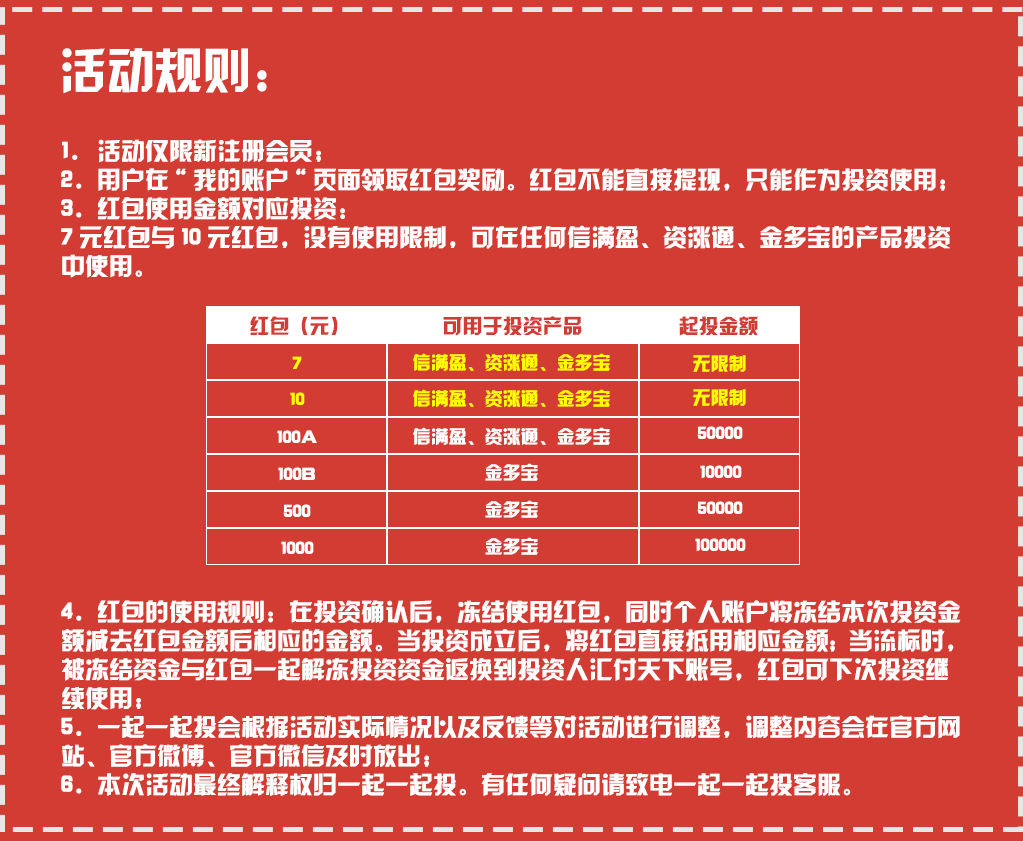 活动规则：
1．活动仅限新注册会员；
2．用户在“我的账户“页面领取红包奖励。红包不能直接提现，只能作为投资使用；
3．红包使用金额对应投资：
7元红包与10元红包，没有使用限制，可在任何信满盈、资涨通、金多宝的产品投资
中使用。
红包（元） 可用于投资产品 起投金额
7 信满盈、资涨通、金多宝 无限制
10 信满盈、资涨通、金多宝 无限制
100A 信满盈、资涨通、金多宝 50000
100B 金多宝 10000
500 金多宝 50000
1000 金多宝 100000
4．红包的使用规则：在投资确认后，冻结使用红包，同时个人账户将冻结本次投资金
额减去红包金额后相应的金额。当投资成立后，将红包直接抵用相应金额；当流标时，
被冻结资金与红包一起解冻投资资金返换到投资人汇付天下账号，红包可下次投资继
续使用；
5．一起一起投会根据活动实际情况以及反馈等对活动进行调整，调整内容会在官方网
站、官方微博、官方微信及时放出；
6．本次活动最终解释权归一起一起投。有任何疑问请致电一起一起投客服。